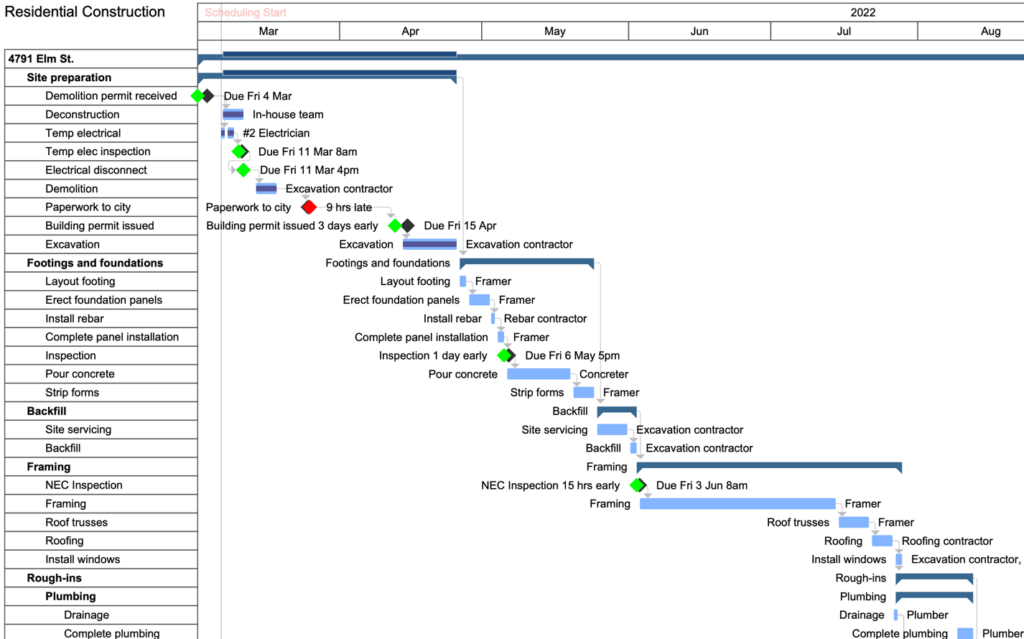 Residential Construction
Scheduling Start
2022
Mar Apr May Jun Jul Aug
4791 Elm St.
Site preparation
Demolition permit received Due Fri 4 Mar
Deconstruction In-house team
Temp electrical #2 Electrician
Temp elec inspection Due Fri 11 Mar 8am
Electrical disconnect Due Fri 11 Mar 4pm
Demolition Excavation contractor
Paperwork to city Paperwork to city 9 hrs late
Building permit issued Building permit issued 3 days early Due Fri 15 Apr
Excavation Excavation Excavation contractor
Footings and foundations Footings and foundations
Layout footing Layout footing Framer
Erect foundation panels Erect foundation panels Framer
Install rebar Install rebar Rebar contractor
Complete panel installation Complete panel installation Framer
Inspection Inspection 1 day early Due Fri 6 May 5pm
Pour concrete Pour concrete Concreter
Strip forms Strip forms Framer
Backfill Backfill
Site servicing Site servicing Excavation contractor
Backfill Backfill Excavation contractor
Framing Framing
NEC Inspection NEC Inspection 15 hrs early Due Fri 3 Jun 8am
Framing Framing Framer
Roof trusses Roof trusses Framer
Roofing Roofing Roofing contractor
Install windows Install windows Excavation contractor,
Rough-ins Rough-ins
Plumbing Plumbing
Drainage Drainage Plumber
Complete plumbing Complete plumbing Plumber